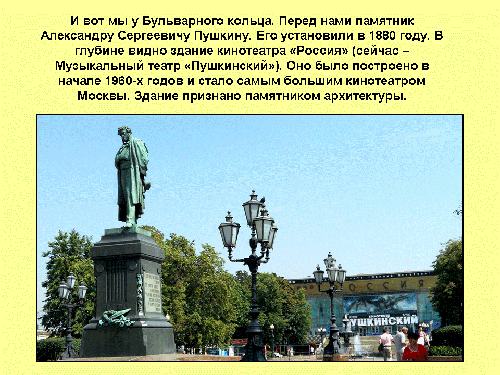 И вот мы у Бульварного кольца. Перед нами памятник
Александру Сергеевичу Пушкину. Его установили в 1880 году. В
глубине видно здание кинотеатра «Россия» (сейчас –
Музыкальный театр «Пушкинский»). Оно было построено в
начале 1960-х годов и стало самым большим кинотеатром
Москвы. Здание признано памятником архитектуры.
РОССИЯ
ПУШКИНСКИЙ